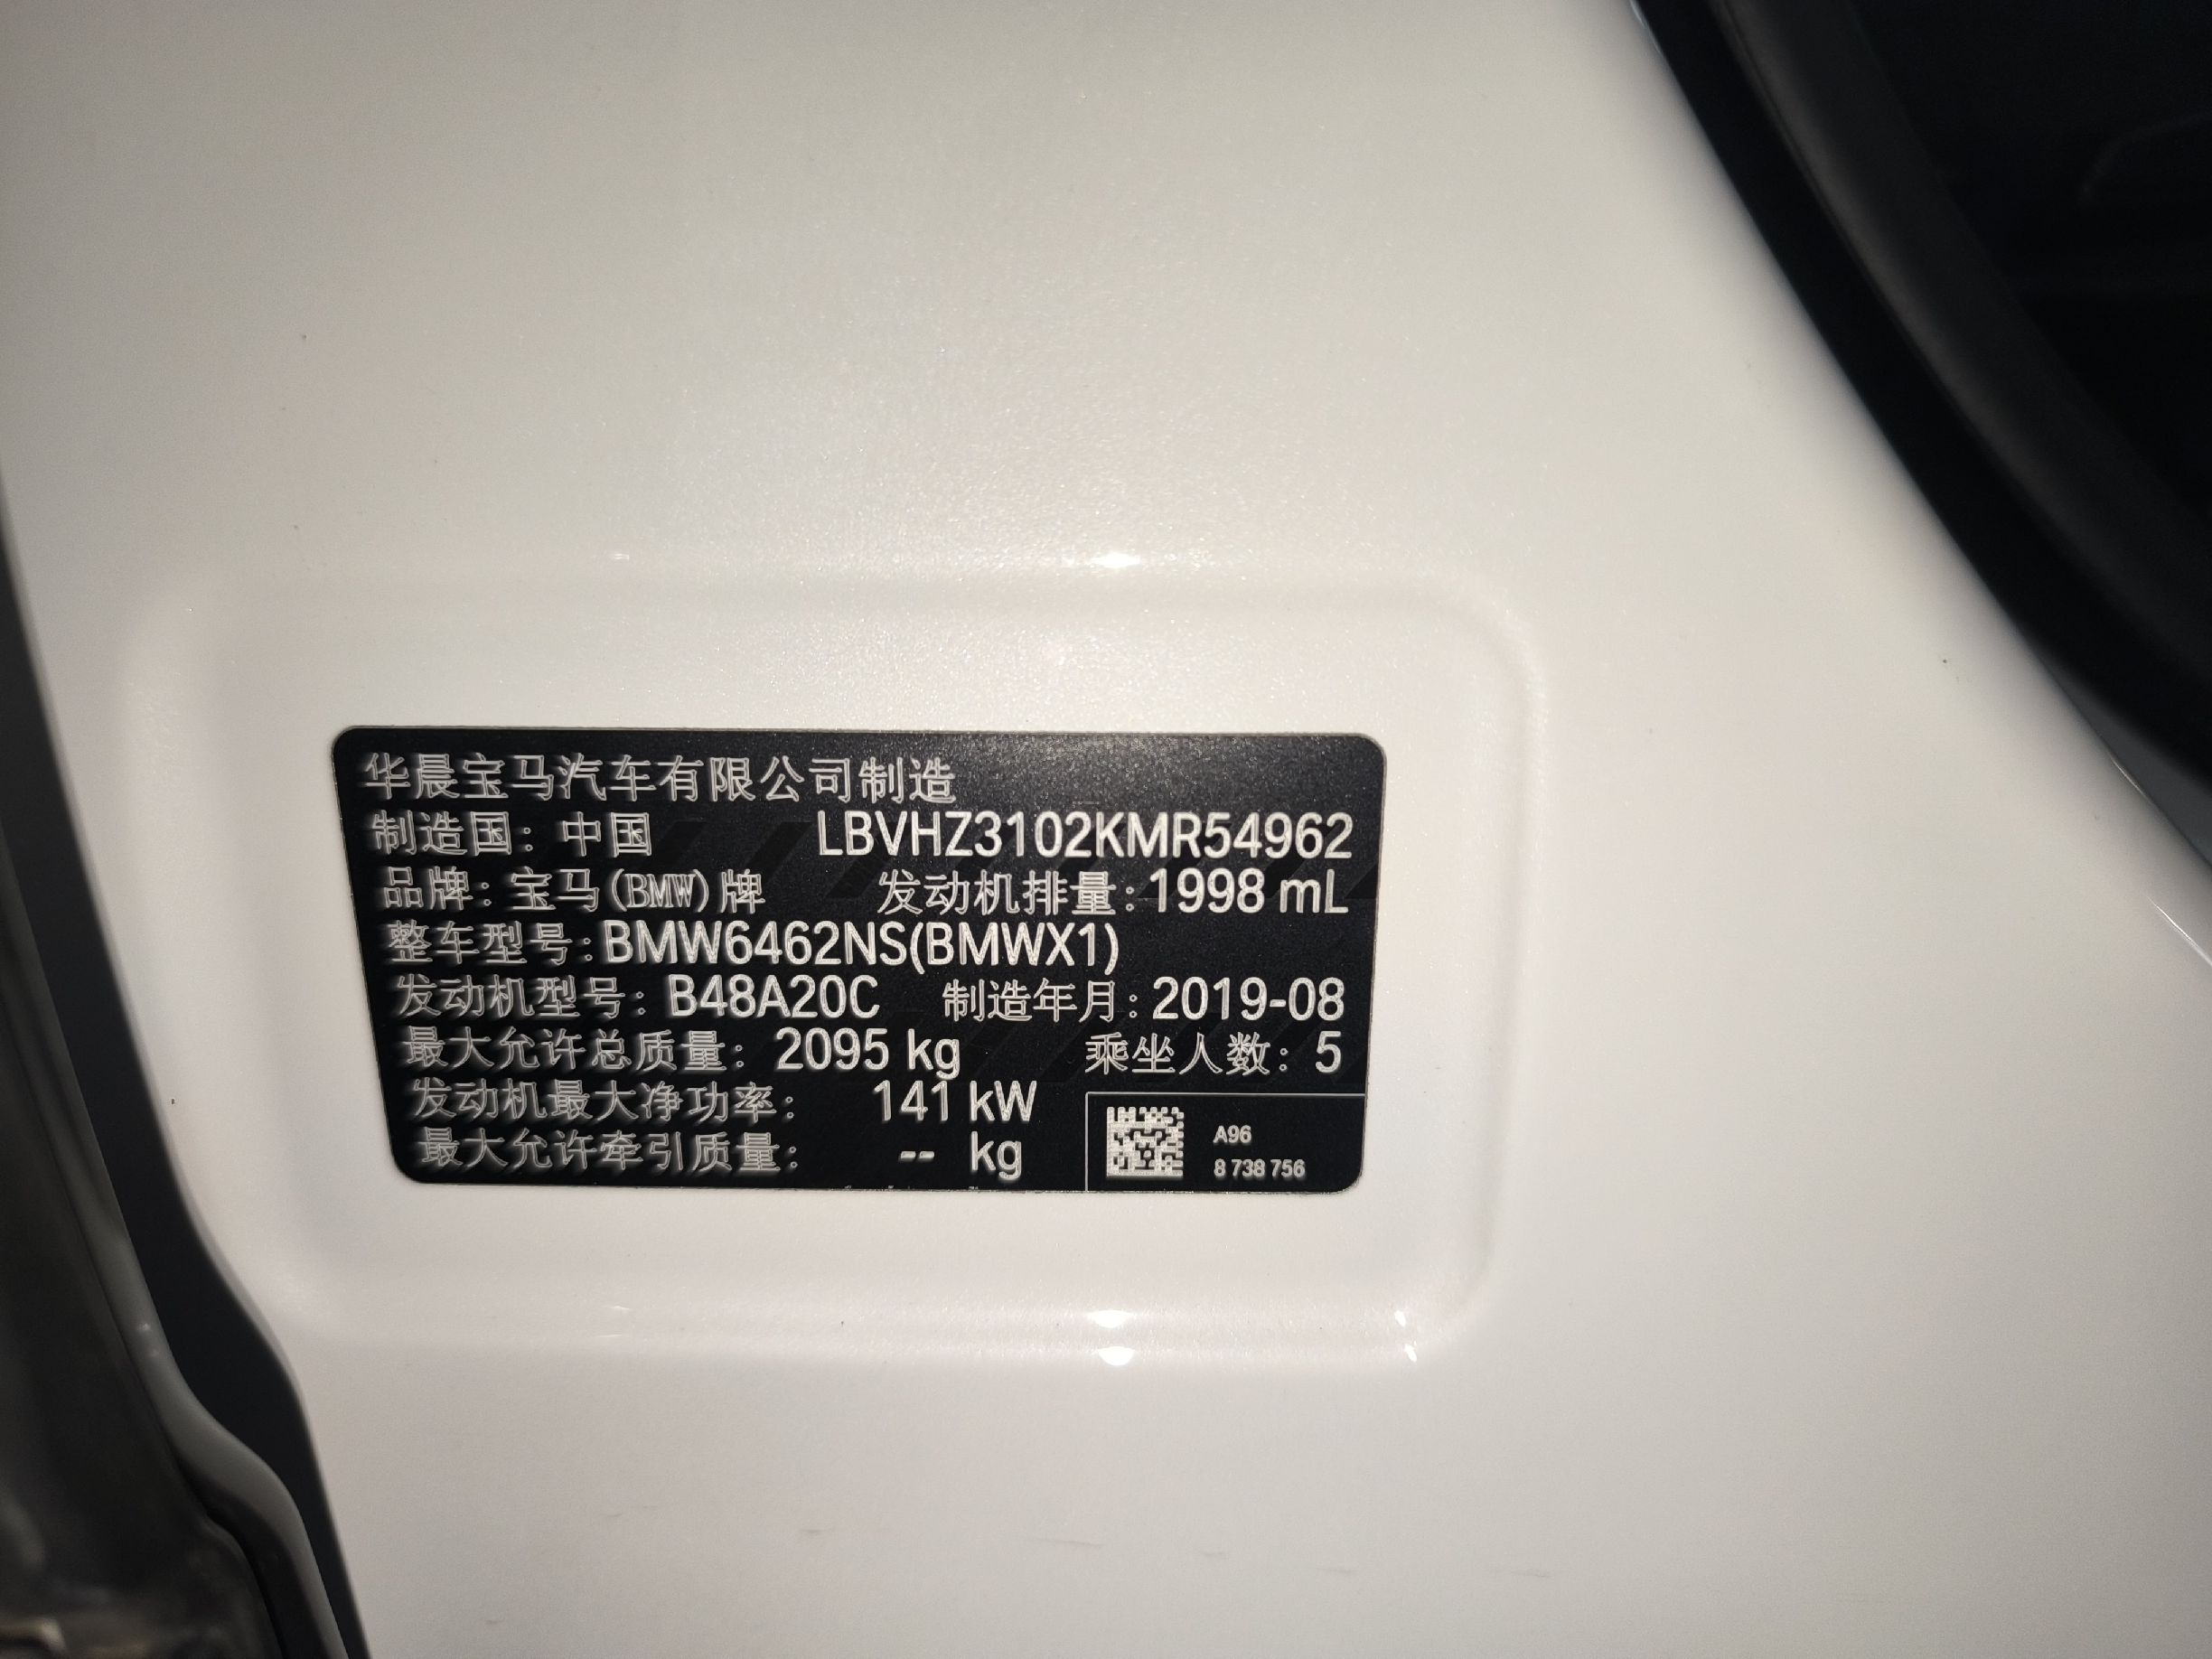 华晨宝马汽车有限公司制造
制造国: 中国 LBVHZ3102KMR54962
品牌: 宝马(BMW)牌 发动机排量: 1998 mL
整车型号: BMW6462NS(BMWX1)
发动机型号: B48A20C 制造年月: 2019-08
最大允许总质量: 2095 kg 乘坐人数: 5
发动机最大净功率: 141 kW
最大允许牵引质量: -- kg
A96
8 738 756